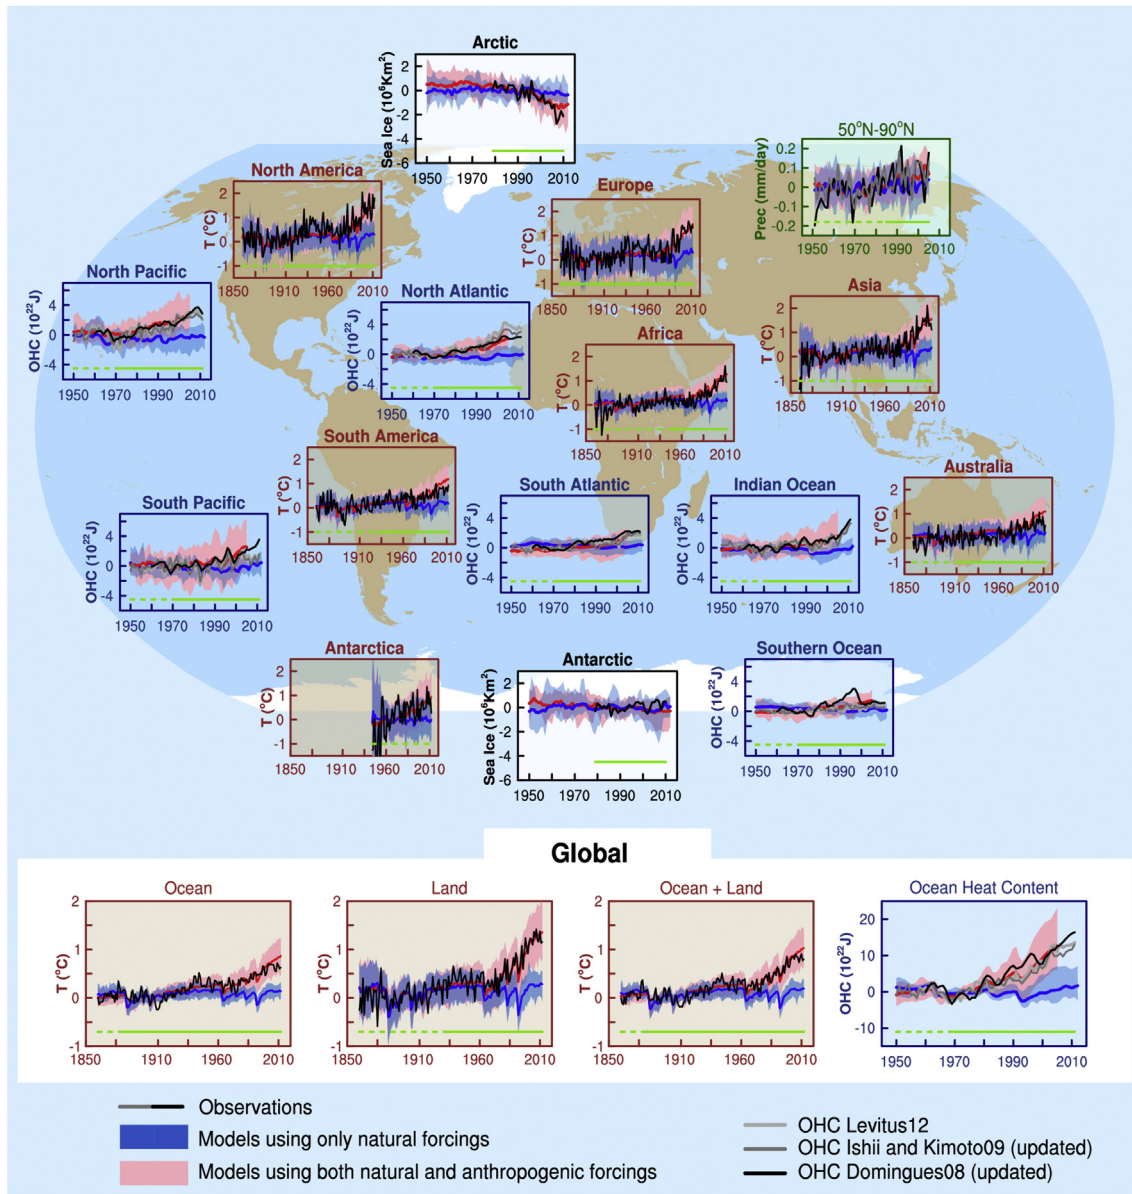 Arctic
Sea Ice (10⁶Km²)
2
0
-2
-4
-6
1950 1970 1990 2010
50°N-90°N
Prec (mm/day)
0.2
0.1
0
-0.1
-0.2
1950 1970 1990 2010
North America
T (°C)
2
1
0
-1
1850 1910 1960 2010
Europe
T (°C)
2
1
0
-1
1850 1910 1960 2010
North Pacific
OHC (10²²J)
4
0
-4
1950 1970 1990 2010
North Atlantic
OHC (10²²J)
4
0
-4
1950 1970 1990 2010
Asia
T (°C)
2
1
0
-1
1850 1910 1960 2010
Africa
T (°C)
2
1
0
-1
1850 1910 1960 2010
South America
T (°C)
2
1
0
-1
1850 1910 1960 2010
South Pacific
OHC (10²²J)
4
0
-4
1950 1970 1990 2010
South Atlantic
OHC (10²²J)
4
0
-4
1950 1970 1990 2010
Indian Ocean
OHC (10²²J)
4
0
-4
1950 1970 1990 2010
Australia
T (°C)
2
1
0
-1
1850 1910 1960 2010
Antarctica
T (°C)
2
1
0
-1
1850 1910 1960 2010
Antarctic
Sea Ice (10⁶Km²)
2
0
-2
-4
-6
1950 1970 1990 2010
Southern Ocean
OHC (10²²J)
4
0
-4
1950 1970 1990 2010
Global
Ocean
T (°C)
2
1
0
-1
1850 1910 1960 2010
Land
T (°C)
2
1
0
-1
1850 1910 1960 2010
Ocean + Land
T (°C)
2
1
0
-1
1850 1910 1960 2010
Ocean Heat Content
OHC (10²²J)
20
10
0
-10
1950 1970 1990 2010
Observations
Models using only natural forcings
Models using both natural and anthropogenic forcings
OHC Levitus12
OHC Ishii and Kimoto09 (updated)
OHC Domingues08 (updated)